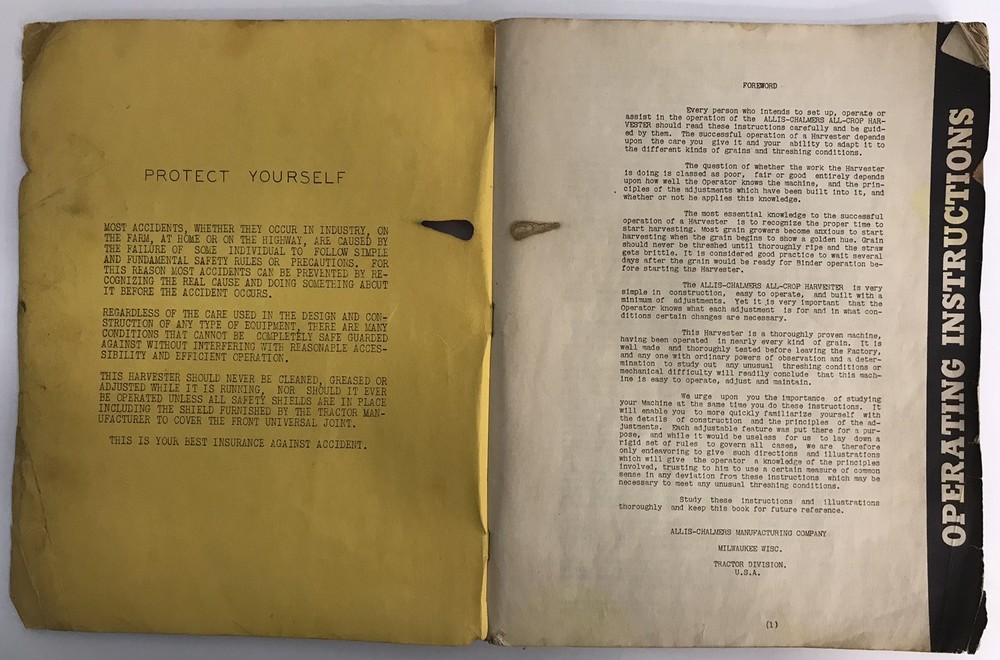 PROTECT YOURSELF
MOST ACCIDENTS, WHETHER THEY OCCUR IN INDUSTRY, ON
THE FARM, AT HOME OR ON THE HIGHWAY, ARE CAUSED BY
THE FAILURE OF SOME INDIVIDUAL TO FOLLOW SIMPLE
AND FUNDAMENTAL SAFETY RULES OR PRECAUTIONS. FOR
THIS REASON MOST ACCIDENTS CAN BE PREVENTED BY RE-
COGNIZING THE REAL CAUSE AND DOING SOMETHING ABOUT
IT BEFORE THE ACCIDENT OCCURS.
REGARDLESS OF THE CARE USED IN THE DESIGN AND CON-
STRUCTION OF ANY TYPE OF EQUIPMENT, THERE ARE MANY
CONDITIONS THAT CANNOT BE COMPLETELY SAFE GUARDED
AGAINST WITHOUT INTERFERING WITH REASONABLE ACCES-
SIBILITY AND EFFICIENT OPERATION.
THIS HARVESTER SHOULD NEVER BE CLEANED, GREASED OR
ADJUSTED WHILE IT IS RUNNING, NOR SHOULD IT EVER
BE OPERATED UNLESS ALL SAFETY SHIELDS ARE IN PLACE
INCLUDING THE SHIELD FURNISHED BY THE TRACTOR MAN-
UFACTURER TO COVER THE FRONT UNIVERSAL JOINT.
THIS IS YOUR BEST INSURANCE AGAINST ACCIDENT.
FOREWORD
Every person who intends to set up, operate or
assist in the operation of the ALLIS-CHALMERS ALL-CROP HAR-
VESTER should read these instructions carefully and be guid-
ed by them. The successful operation of a Harvester depends
upon the care you give it and your ability to adapt it to
the different kinds of grains and threshing conditions.
The question of whether the work the Harvester
is doing is classed as poor, fair or good entirely depends
upon how well the Operator knows the machine, and the prin-
ciples of the adjustments which have been built into it, and
whether or not he applies this knowledge.
The most essential knowledge to the successful
operation of a Harvester is to recognize the proper time to
start harvesting. Most grain growers become anxious to start
harvesting when the grain begins to show a golden hue. Grain
should never be threshed until thoroughly ripe and the straw
gets brittle. It is considered good practice to wait several
days after the grain would be ready for Binder operation be-
fore starting the Harvester.
The ALLIS-CHALMERS ALL-CROP HARVESTER is very
simple in construction, easy to operate, and built with a
minimum of adjustments. Yet it is very important that the
Operator knows what each adjustment is for and in what con-
ditions certain changes are necessary.
This Harvester is a thoroughly proven machine,
having been operated in nearly every kind of grain. It is
well made and thoroughly tested before leaving the Factory,
and any one with ordinary powers of observation and a deter-
mination to study out any unusual threshing conditions or
mechanical difficulty will readily conclude that this mach-
ine is easy to operate, adjust and maintain.
We urge upon you the importance of studying
your Machine at the same time you do these instructions. It
will enable you to more quickly familiarize yourself with
the details of construction and the principles of the ad-
justments. Each adjustable feature was put there for a pur-
pose, and while it would be useless for us to lay down a
rigid set of rules to govern all cases, we are therefore
only endeavoring to give such directions and illustrations
which will give the operator a knowledge of the principles
involved, trusting to him to use a certain measure of common
sense in any deviation from these instructions which may be
necessary to meet any unusual threshing conditions.
Study these instructions and illustrations
thoroughly and keep this book for future reference.
ALLIS-CHALMERS MANUFACTURING COMPANY
MILWAUKEE WISC.
TRACTOR DIVISION.
U.S.A.
(1)
OPERATING INSTRUCTIONS